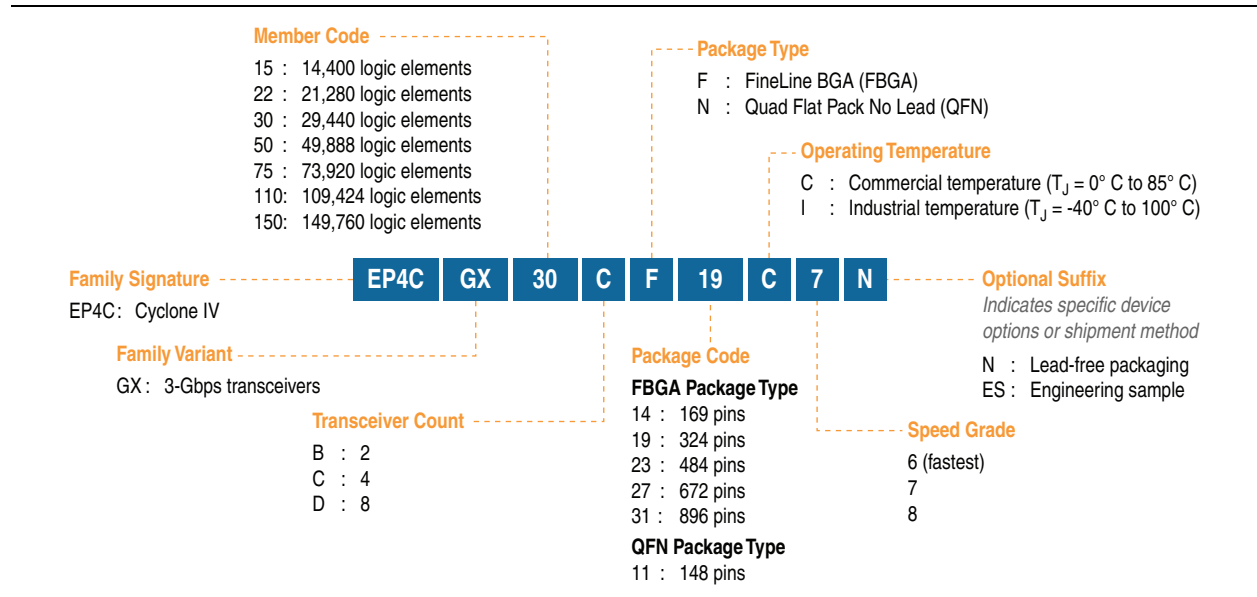 Member Code
15 : 14,400 logic elements
22 : 21,280 logic elements
30 : 29,440 logic elements
50 : 49,888 logic elements
75 : 73,920 logic elements
110: 109,424 logic elements
150: 149,760 logic elements
Package Type
F : FineLine BGA (FBGA)
N : Quad Flat Pack No Lead (QFN)
Operating Temperature
C : Commercial temperature (TJ = 0° C to 85° C)
I : Industrial temperature (TJ = -40° C to 100° C)
Family Signature
EP4C GX 30 C F 19 C 7 N
EP4C: Cyclone IV
Optional Suffix
Indicates specific device
options or shipment method
N : Lead-free packaging
ES : Engineering sample
Family Variant
GX : 3-Gbps transceivers
Transceiver Count
B : 2
C : 4
D : 8
Package Code
FBGA Package Type
14 : 169 pins
19 : 324 pins
23 : 484 pins
27 : 672 pins
31 : 896 pins
QFN Package Type
11 : 148 pins
Speed Grade
6 (fastest)
7
8